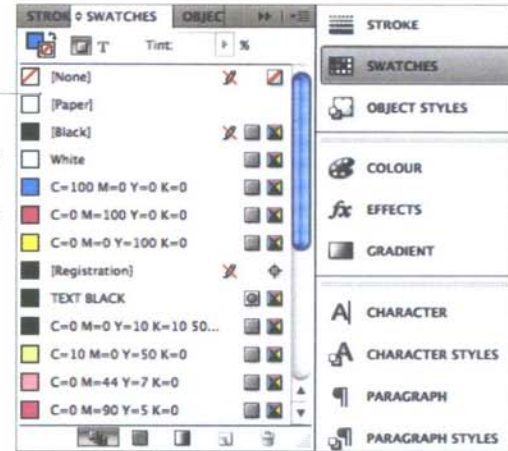 STROK SWATCHES OBJEC
T Tint: %
[None]
[Paper]
[Black]
White
C=100 M=0 Y=0 K=0
C=0 M=100 Y=0 K=0
C=0 M=0 Y=100 K=0
[Registration]
TEXT BLACK
C=0 M=0 Y=10 K=10 50...
C=10 M=0 Y=50 K=0
C=0 M=44 Y=7 K=0
C=0 M=90 Y=5 K=0
STROKE
SWATCHES
OBJECT STYLES
COLOUR
fx EFFECTS
GRADIENT
A CHARACTER
A CHARACTER STYLES
¶ PARAGRAPH
¶ PARAGRAPH STYLES